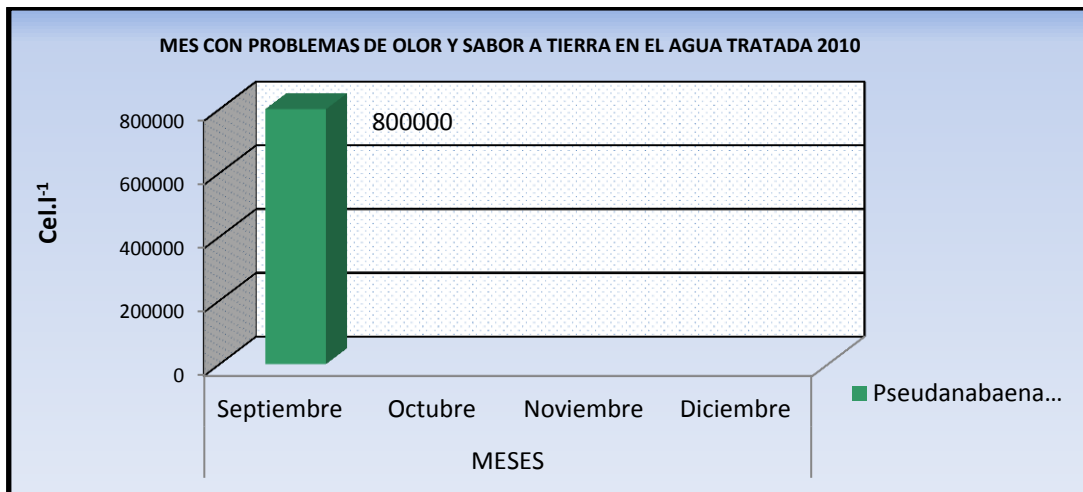 MES CON PROBLEMAS DE OLOR Y SABOR A TIERRA EN EL AGUA TRATADA 2010
800000
800000
600000
400000
200000
0
Cel.l-1
Septiembre Octubre Noviembre Diciembre
MESES
Pseudanabaena...